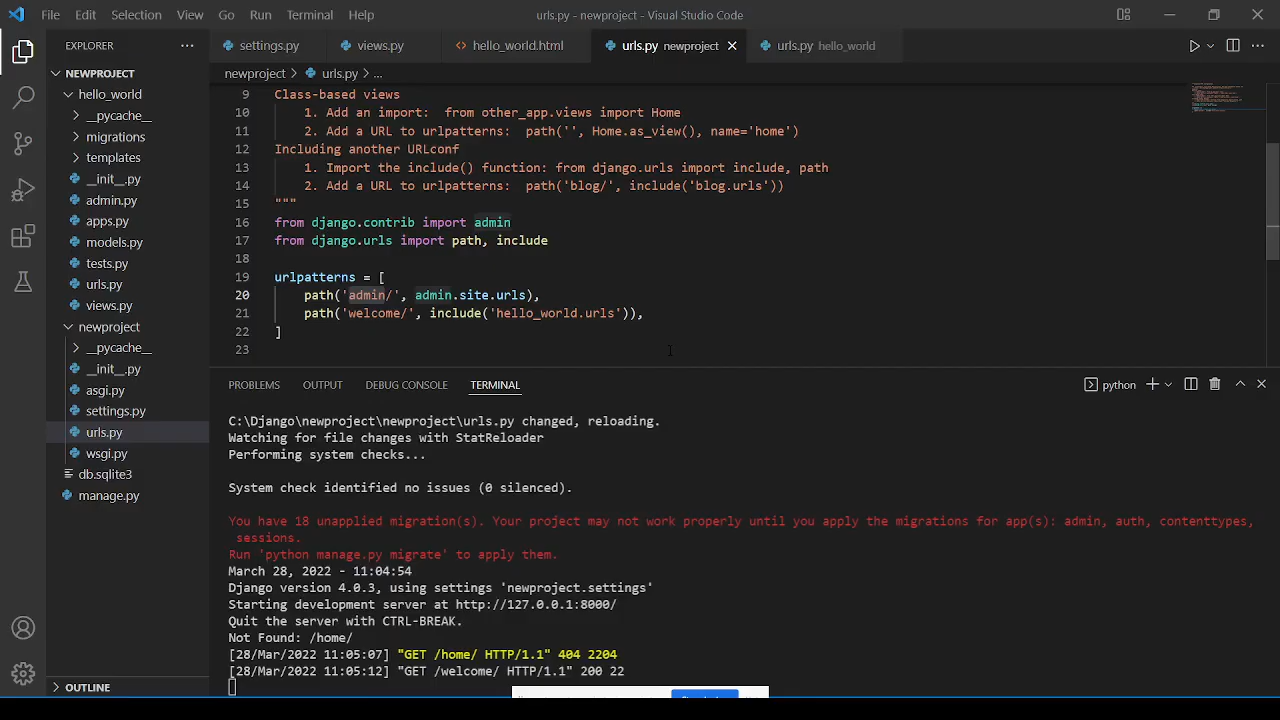 File Edit Selection View Go Run Terminal Help urls.py - newproject - Visual Studio Code
EXPLORER ...
settings.py views.py <> hello_world.html urls.py newproject × urls.py hello_world
newproject > urls.py > ...
NEWPROJECT
hello_world
__pycache__
migrations
templates
__init__.py
admin.py
apps.py
models.py
tests.py
urls.py
views.py
newproject
__pycache__
__init__.py
asgi.py
settings.py
urls.py
wsgi.py
db.sqlite3
manage.py
OUTLINE
9 Class-based views
10 1. Add an import:  from other_app.views import Home
11 2. Add a URL to urlpatterns:  path('', Home.as_view(), name='home')
12 Including another URLconf
13 1. Import the include() function: from django.urls import include, path
14 2. Add a URL to urlpatterns:  path('blog/', include('blog.urls'))
15 """
16 from django.contrib import admin
17 from django.urls import path, include
18
19 urlpatterns = [
20 path('admin/', admin.site.urls),
21 path('welcome/', include('hello_world.urls')),
22 ]
23
PROBLEMS OUTPUT DEBUG CONSOLE TERMINAL python
C:\Django\newproject\newproject\urls.py changed, reloading.
Watching for file changes with StatReloader
Performing system checks...
System check identified no issues (0 silenced).
You have 18 unapplied migration(s). Your project may not work properly until you apply the migrations for app(s): admin, auth, contenttypes,
sessions.
Run 'python manage.py migrate' to apply them.
March 28, 2022 - 11:04:54
Django version 4.0.3, using settings 'newproject.settings'
Starting development server at http://127.0.0.1:8000/
Quit the server with CTRL-BREAK.
Not Found: /home/
[28/Mar/2022 11:05:07] "GET /home/ HTTP/1.1" 404 2204
[28/Mar/2022 11:05:12] "GET /welcome/ HTTP/1.1" 200 22